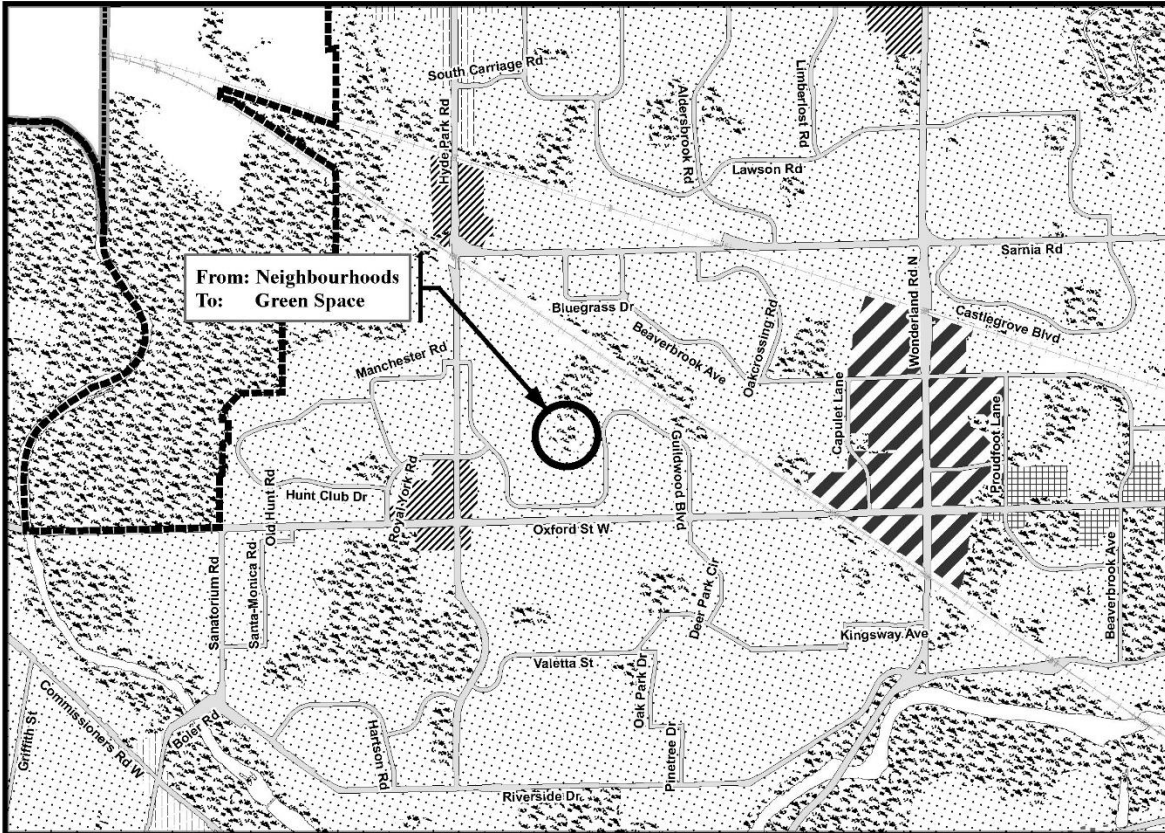 South Carriage Rd
Hyde Park Rd
Aldersbrook Rd
Limberlost Rd
Lawson Rd
Sarnia Rd
From: Neighbourhoods
To: Green Space
Bluegrass Dr
Beaverbrook Ave
Oakcrossing Rd
Wonderland Rd N
Castlegrove Blvd
Manchester Rd
Capulet Lane
Proudfoot Lane
Guildwood Blvd
Hunt Club Dr
Old Hunt Rd
Royal York Rd
Oxford St W
Sanatorium Rd
Santa-Monica Rd
Beaverbrook Ave
Deer Park Cir
Kingsway Ave
Valetta St
Oak Park Dr
Pinetree Dr
Commissioners Rd W
Griffith St
Boler Rd
Hanson Rd
Riverside Dr